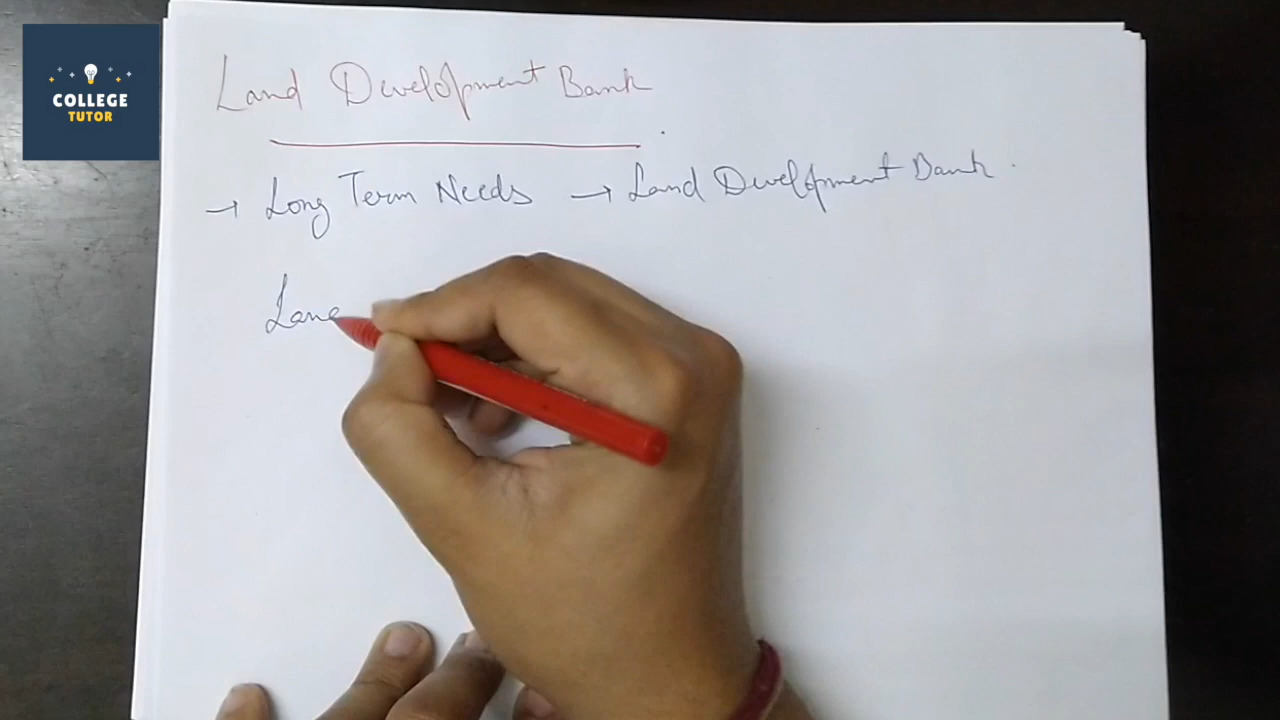 COLLEGE
TUTOR
Land Development Bank
→ Long Term Needs → Land Development Bank.